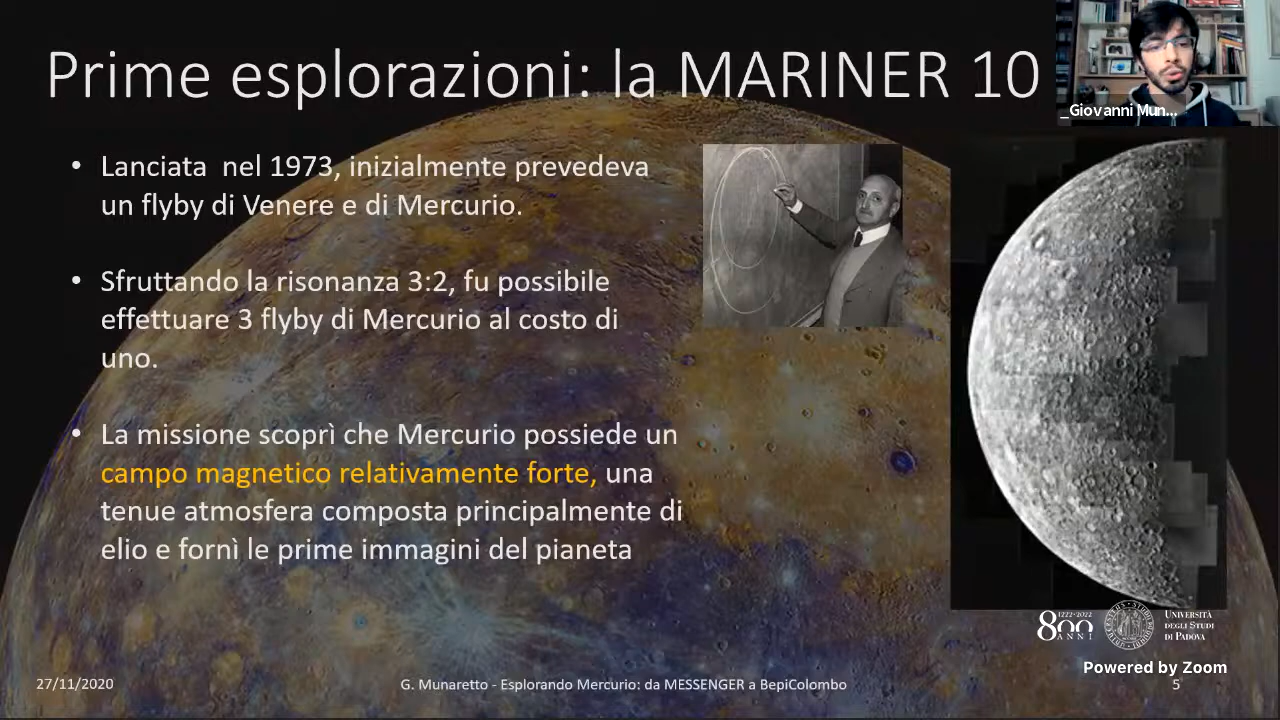 Prime esplorazioni: la MARINER 10
_Giovanni Mun...
• Lanciata nel 1973, inizialmente prevedeva
un flyby di Venere e di Mercurio.
• Sfruttando la risonanza 3:2, fu possibile
effettuare 3 flyby di Mercurio al costo di
uno.
• La missione scoprì che Mercurio possiede un
campo magnetico relativamente forte, una
tenue atmosfera composta principalmente di
elio e fornì le prime immagini del pianeta
1222·2022
800
ANNI
UNIVERSITÀ
DEGLI STUDI
DI PADOVA
Powered by Zoom
27/11/2020
G. Munaretto - Esplorando Mercurio: da MESSENGER a BepiColombo
5